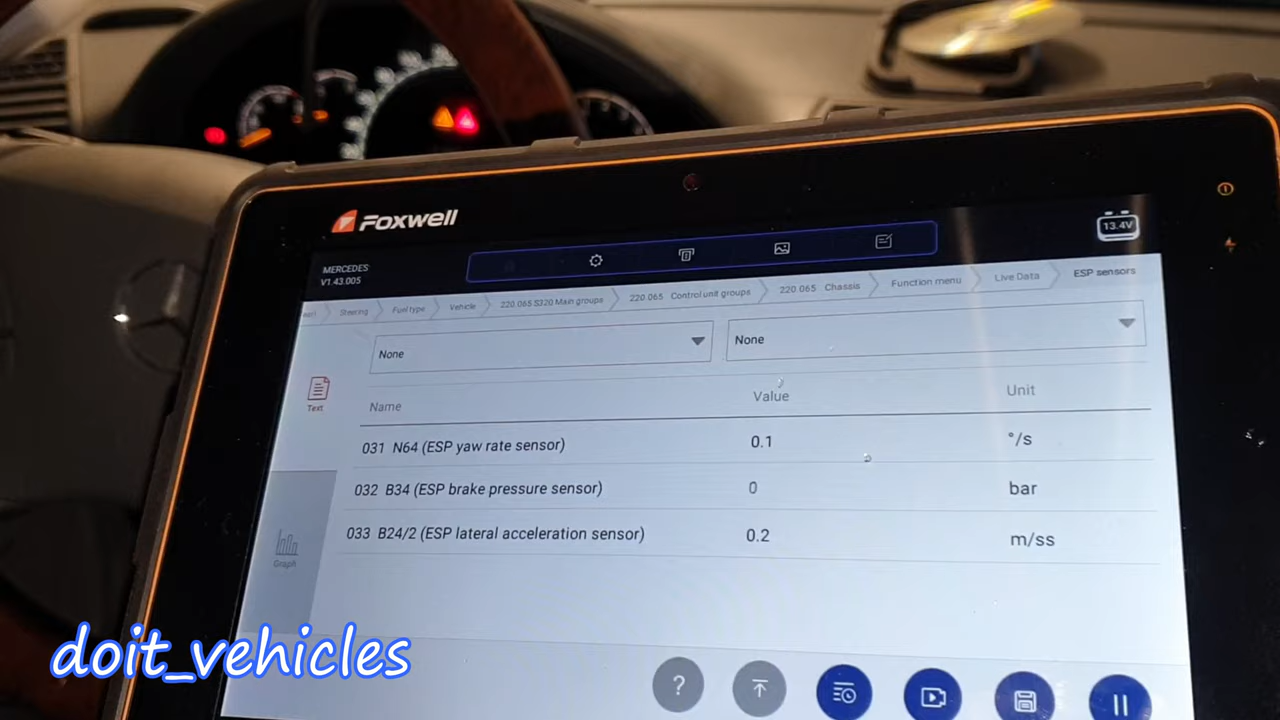 FOXWELL
13.4V
MERCEDES
V1.43.005
Steering Fuel type Vehicle 220.065 S320 Main groups 220.065 Control unit groups 220.065 Chassis Function menu Live Data ESP sensors
None None
Text
Name Value Unit
031 N64 (ESP yaw rate sensor) 0.1 °/s
032 B34 (ESP brake pressure sensor) 0 bar
033 B24/2 (ESP lateral acceleration sensor) 0.2 m/ss
Graph
doit_vehicles
?